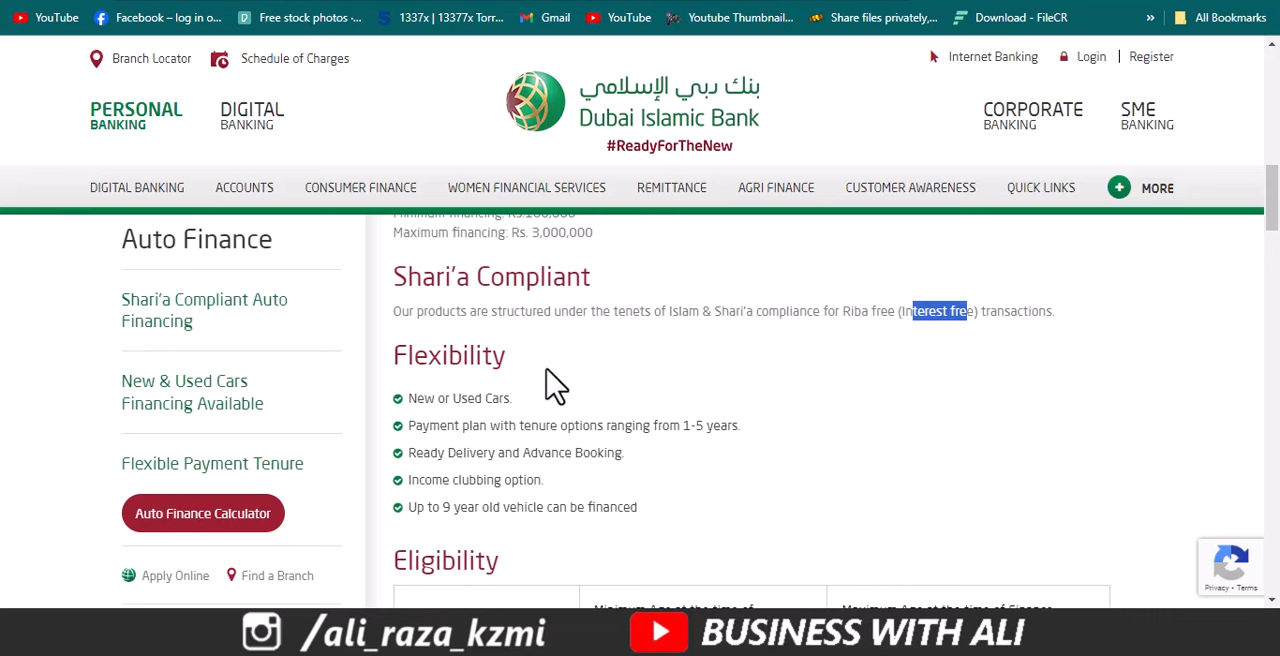 YouTube
Facebook – log in o...
Free stock photos ·...
1337x | 13377x Torr...
Gmail
YouTube
Youtube Thumbnail...
Share files privately,...
Download - FileCR
»
All Bookmarks
Branch Locator
Schedule of Charges
Internet Banking
Login
Register
PERSONAL
BANKING
DIGITAL
BANKING
بنك دبي الإسلامي
Dubai Islamic Bank
#ReadyForTheNew
CORPORATE
BANKING
SME
BANKING
DIGITAL BANKING
ACCOUNTS
CONSUMER FINANCE
WOMEN FINANCIAL SERVICES
REMITTANCE
AGRI FINANCE
CUSTOMER AWARENESS
QUICK LINKS
MORE
Auto Finance
Shari'a Compliant Auto
Financing
New & Used Cars
Financing Available
Flexible Payment Tenure
Auto Finance Calculator
Apply Online
Find a Branch
Maximum financing: Rs. 3,000,000
Shari'a Compliant
Our products are structured under the tenets of Islam & Shari'a compliance for Riba free (Interest free) transactions.
Flexibility
New or Used Cars.
Payment plan with tenure options ranging from 1-5 years.
Ready Delivery and Advance Booking.
Income clubbing option.
Up to 9 year old vehicle can be financed
Eligibility
Privacy - Terms
/ali_raza_kzmi
BUSINESS WITH ALI